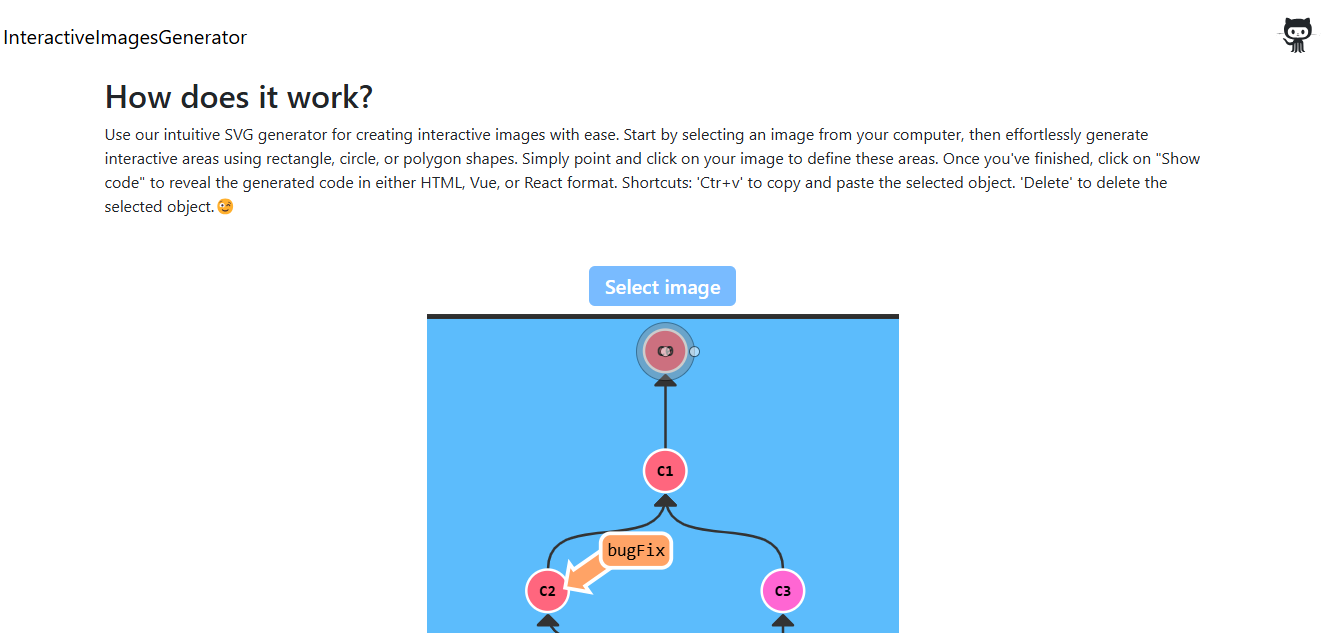 InteractiveImagesGenerator
How does it work?
Use our intuitive SVG generator for creating interactive images with ease. Start by selecting an image from your computer, then effortlessly generate
interactive areas using rectangle, circle, or polygon shapes. Simply point and click on your image to define these areas. Once you've finished, click on "Show
code" to reveal the generated code in either HTML, Vue, or React format. Shortcuts: 'Ctr+v' to copy and paste the selected object. 'Delete' to delete the
selected object.😉
Select image
C1
bugFix
C2
C3